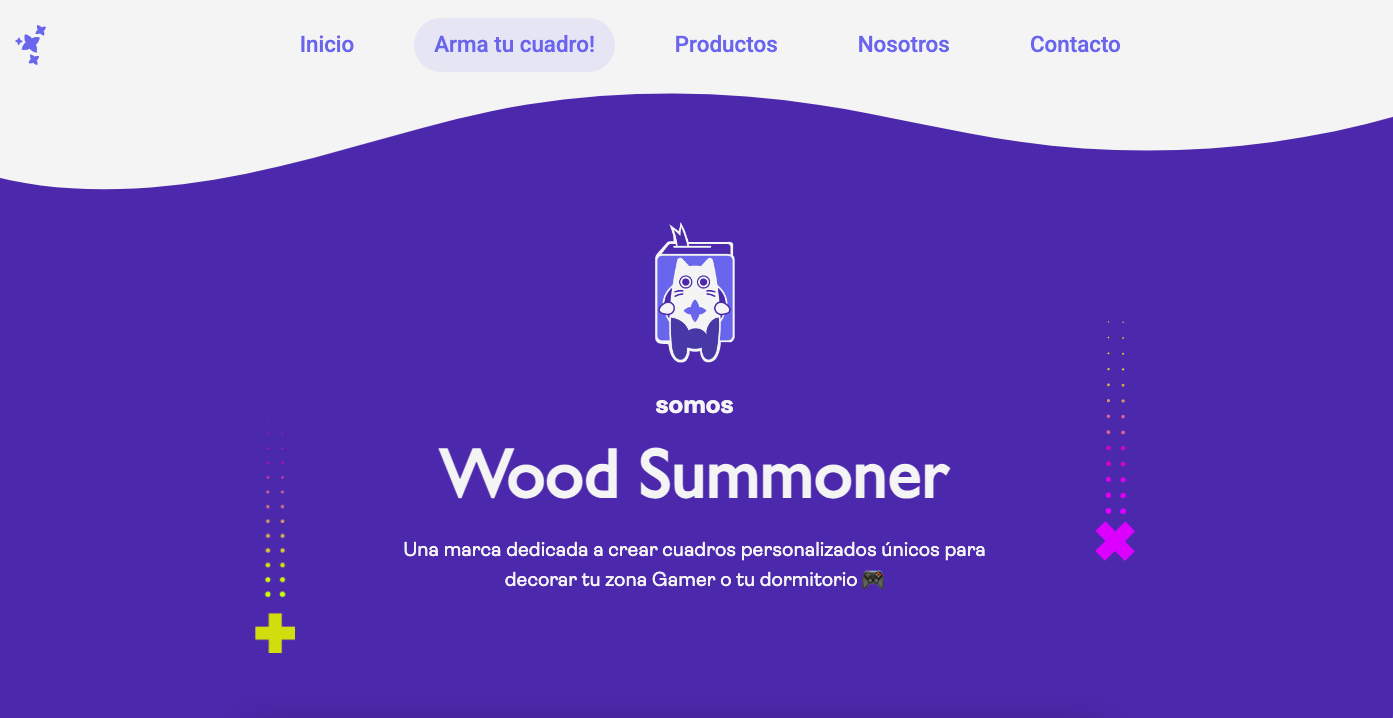 Inicio
Arma tu cuadro!
Productos
Nosotros
Contacto
somos
Wood Summoner
Una marca dedicada a crear cuadros personalizados únicos para
decorar tu zona Gamer o tu dormitorio 🎮